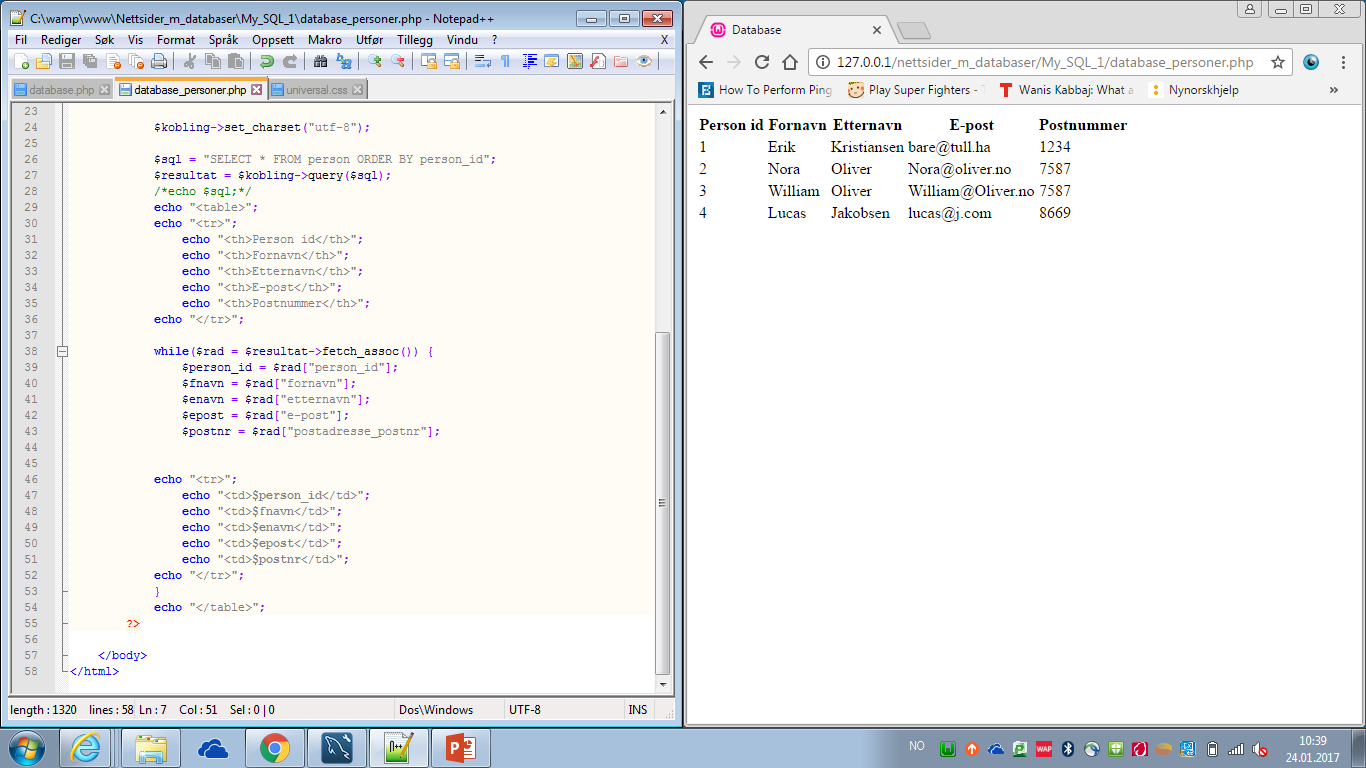 C:\wamp\www\Nettsider_m_databaser\My_SQL_1\database_personer.php - Notepad++
Fil Rediger Søk Vis Format Språk Oppsett Makro Utfør Tillegg Vindu ? X
database.php database_personer.php universal.css
23
24 $kobling->set_charset("utf-8");
25
26 $sql = "SELECT * FROM person ORDER BY person_id";
27 $resultat = $kobling->query($sql);
28 /*echo $sql;*/
29 echo "<table>";
30 echo "<tr>";
31 echo "<th>Person id</th>";
32 echo "<th>Fornavn</th>";
33 echo "<th>Etternavn</th>";
34 echo "<th>E-post</th>";
35 echo "<th>Postnummer</th>";
36 echo "</tr>";
37
38 while($rad = $resultat->fetch_assoc()) {
39 $person_id = $rad["person_id"];
40 $fnavn = $rad["fornavn"];
41 $enavn = $rad["etternavn"];
42 $epost = $rad["e-post"];
43 $postnr = $rad["postadresse_postnr"];
44
45
46 echo "<tr>";
47 echo "<td>$person_id</td>";
48 echo "<td>$fnavn</td>";
49 echo "<td>$enavn</td>";
50 echo "<td>$epost</td>";
51 echo "<td>$postnr</td>";
52 echo "</tr>";
53 }
54 echo "</table>";
55 ?>
56
57 </body>
58 </html>
length : 1320 lines : 58 Ln : 7 Col : 51 Sel : 0 | 0 Dos\Windows UTF-8 INS
Database
127.0.0.1/nettsider_m_databaser/My_SQL_1/database_personer.php
How To Perform Ping Play Super Fighters - Wanis Kabbaj: What a Nynorskhjelp »
Person id Fornavn Etternavn E-post Postnummer
1 Erik Kristiansen bare@tull.ha 1234
2 Nora Oliver Nora@oliver.no 7587
3 William Oliver William@Oliver.no 7587
4 Lucas Jakobsen lucas@j.com 8669
NO WAP 10:39
24.01.2017